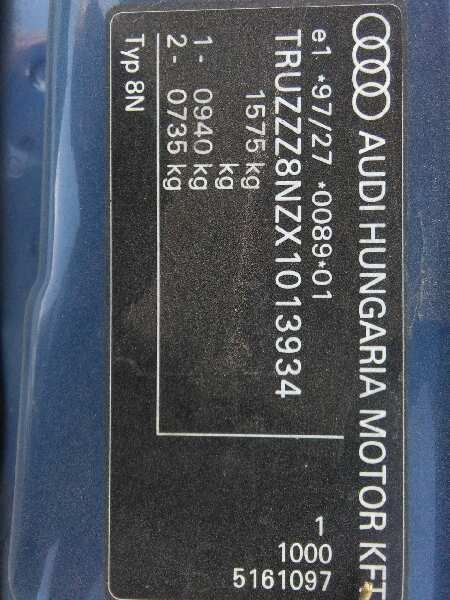 AUDI HUNGARIA MOTOR KFT
e1 *97/27 *0089*01
TRUZZZ8NZX1013934
1575 kg
kg
1- 0940 kg
2- 0735 kg
Typ 8N
1
1000
5161097